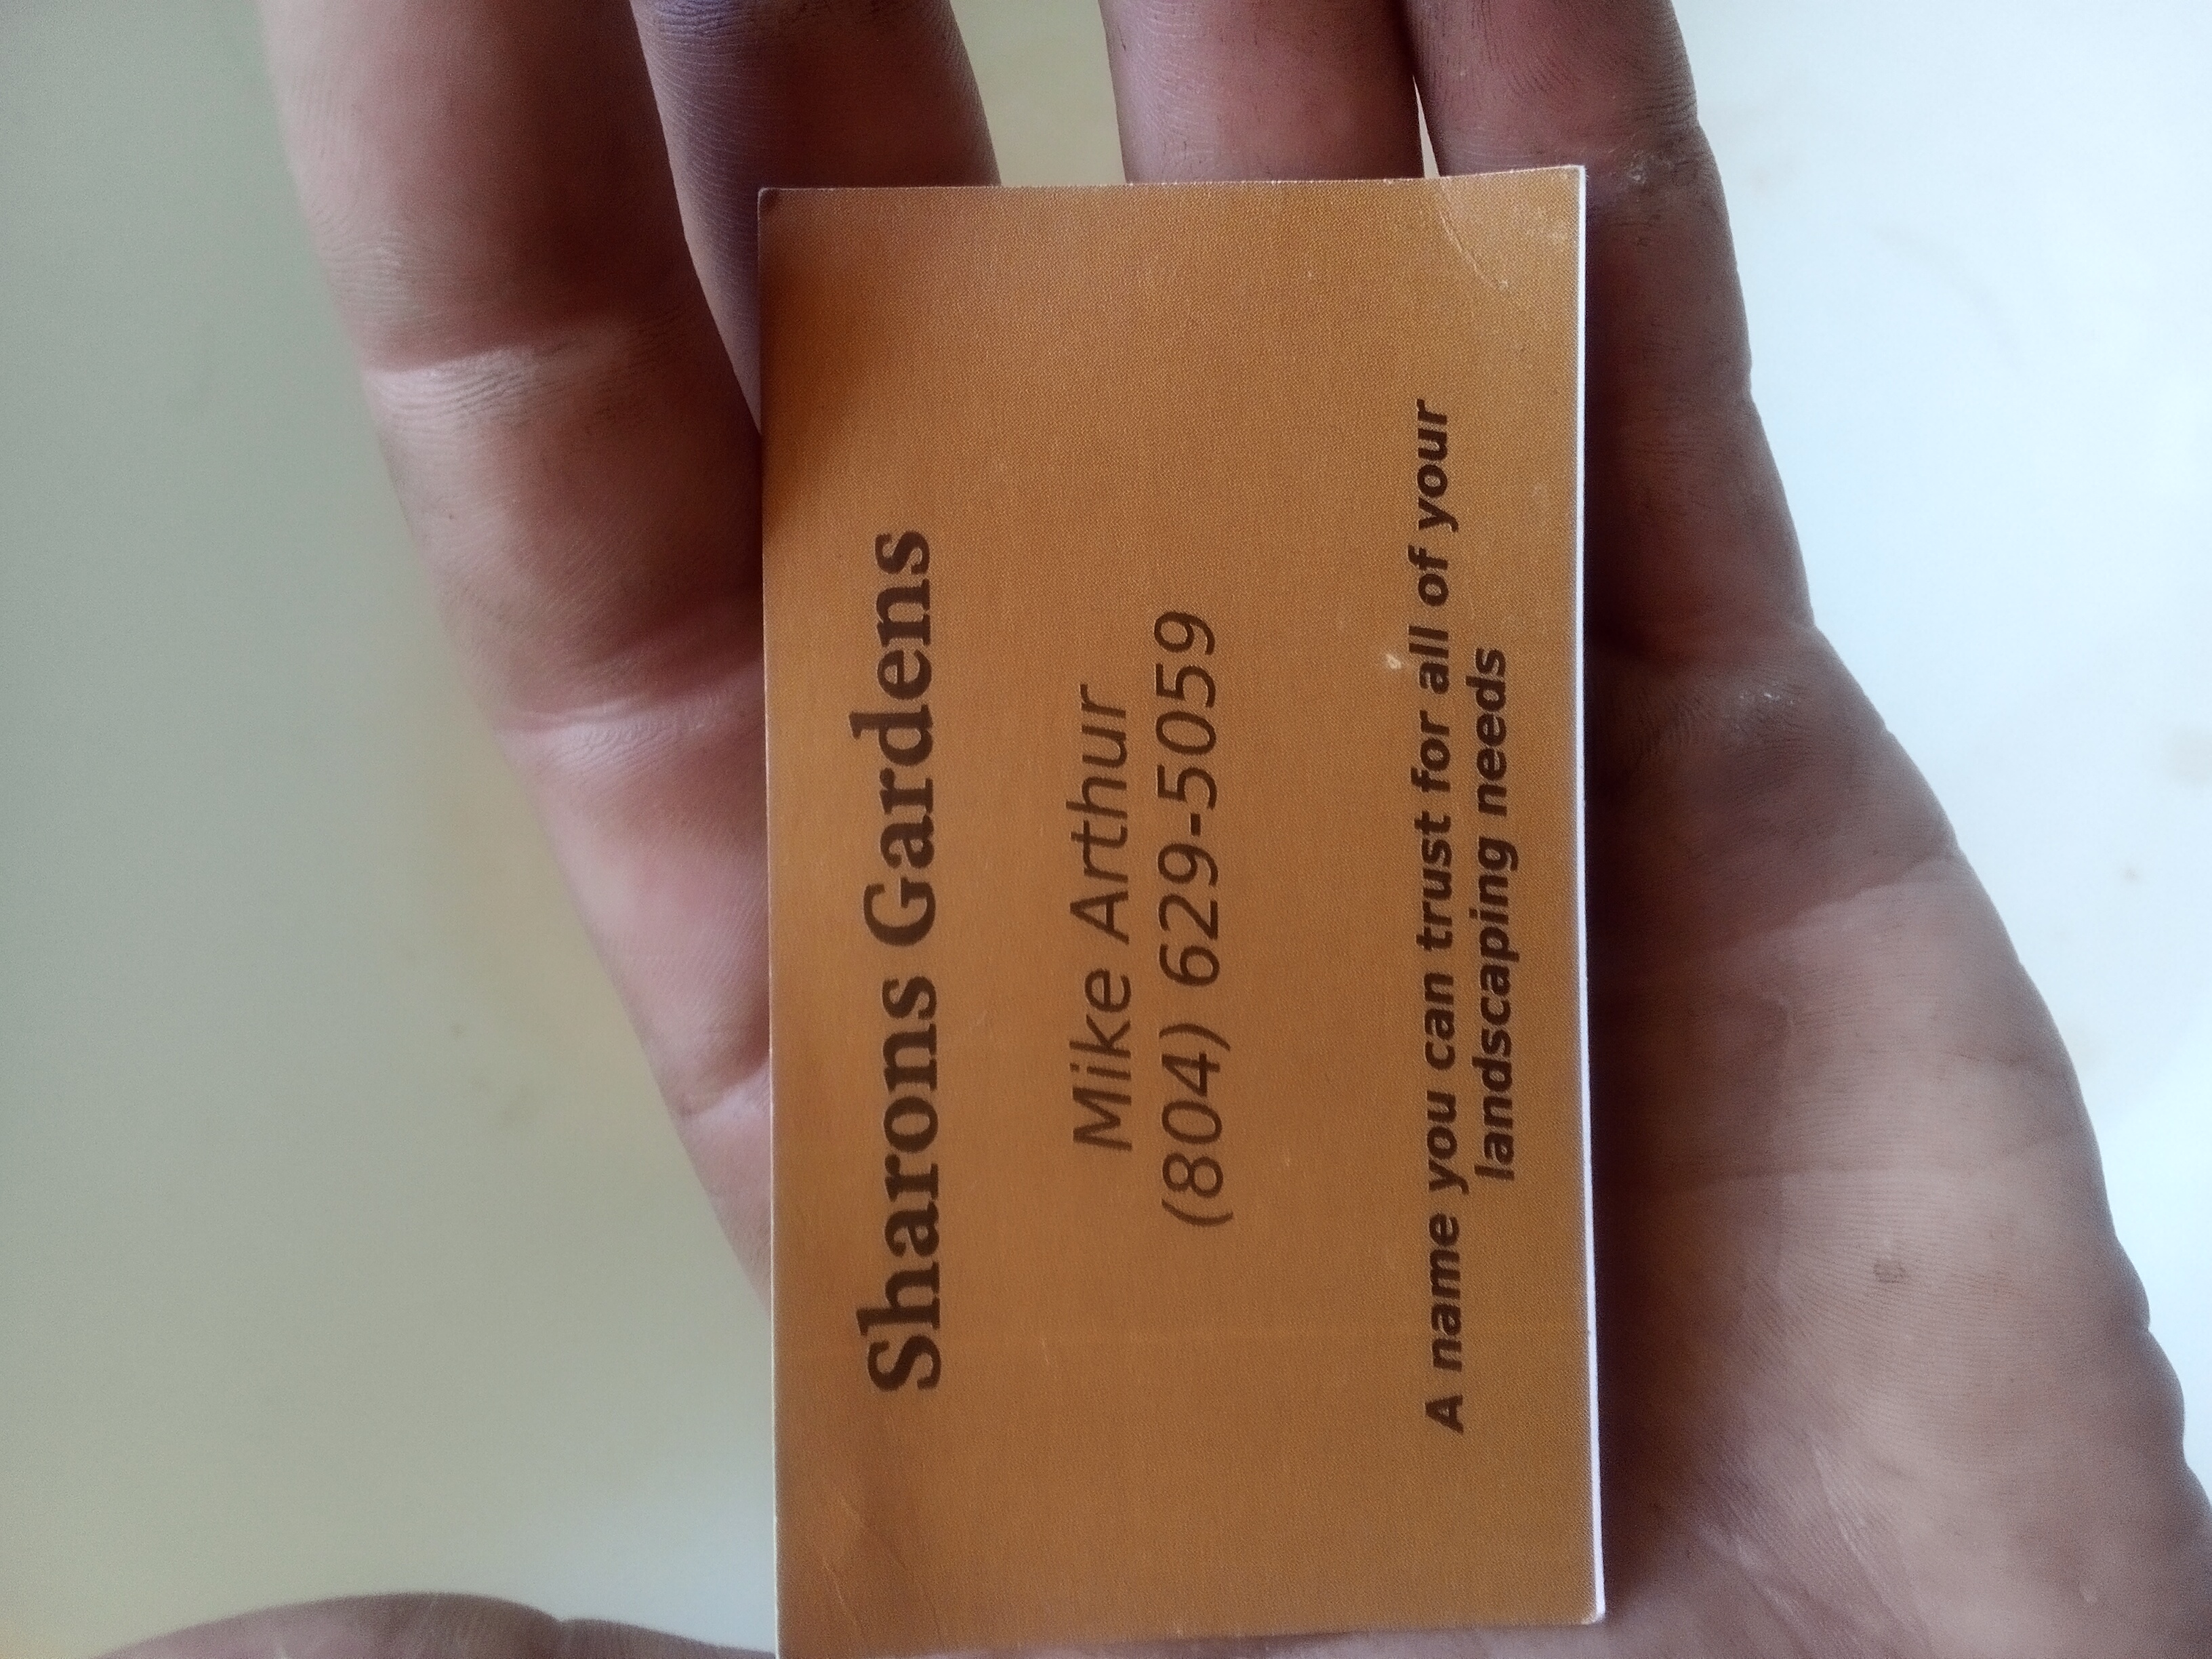 Sharons Gardens
Mike Arthur
(804) 629-5059
A name you can trust for all of your
landscaping needs